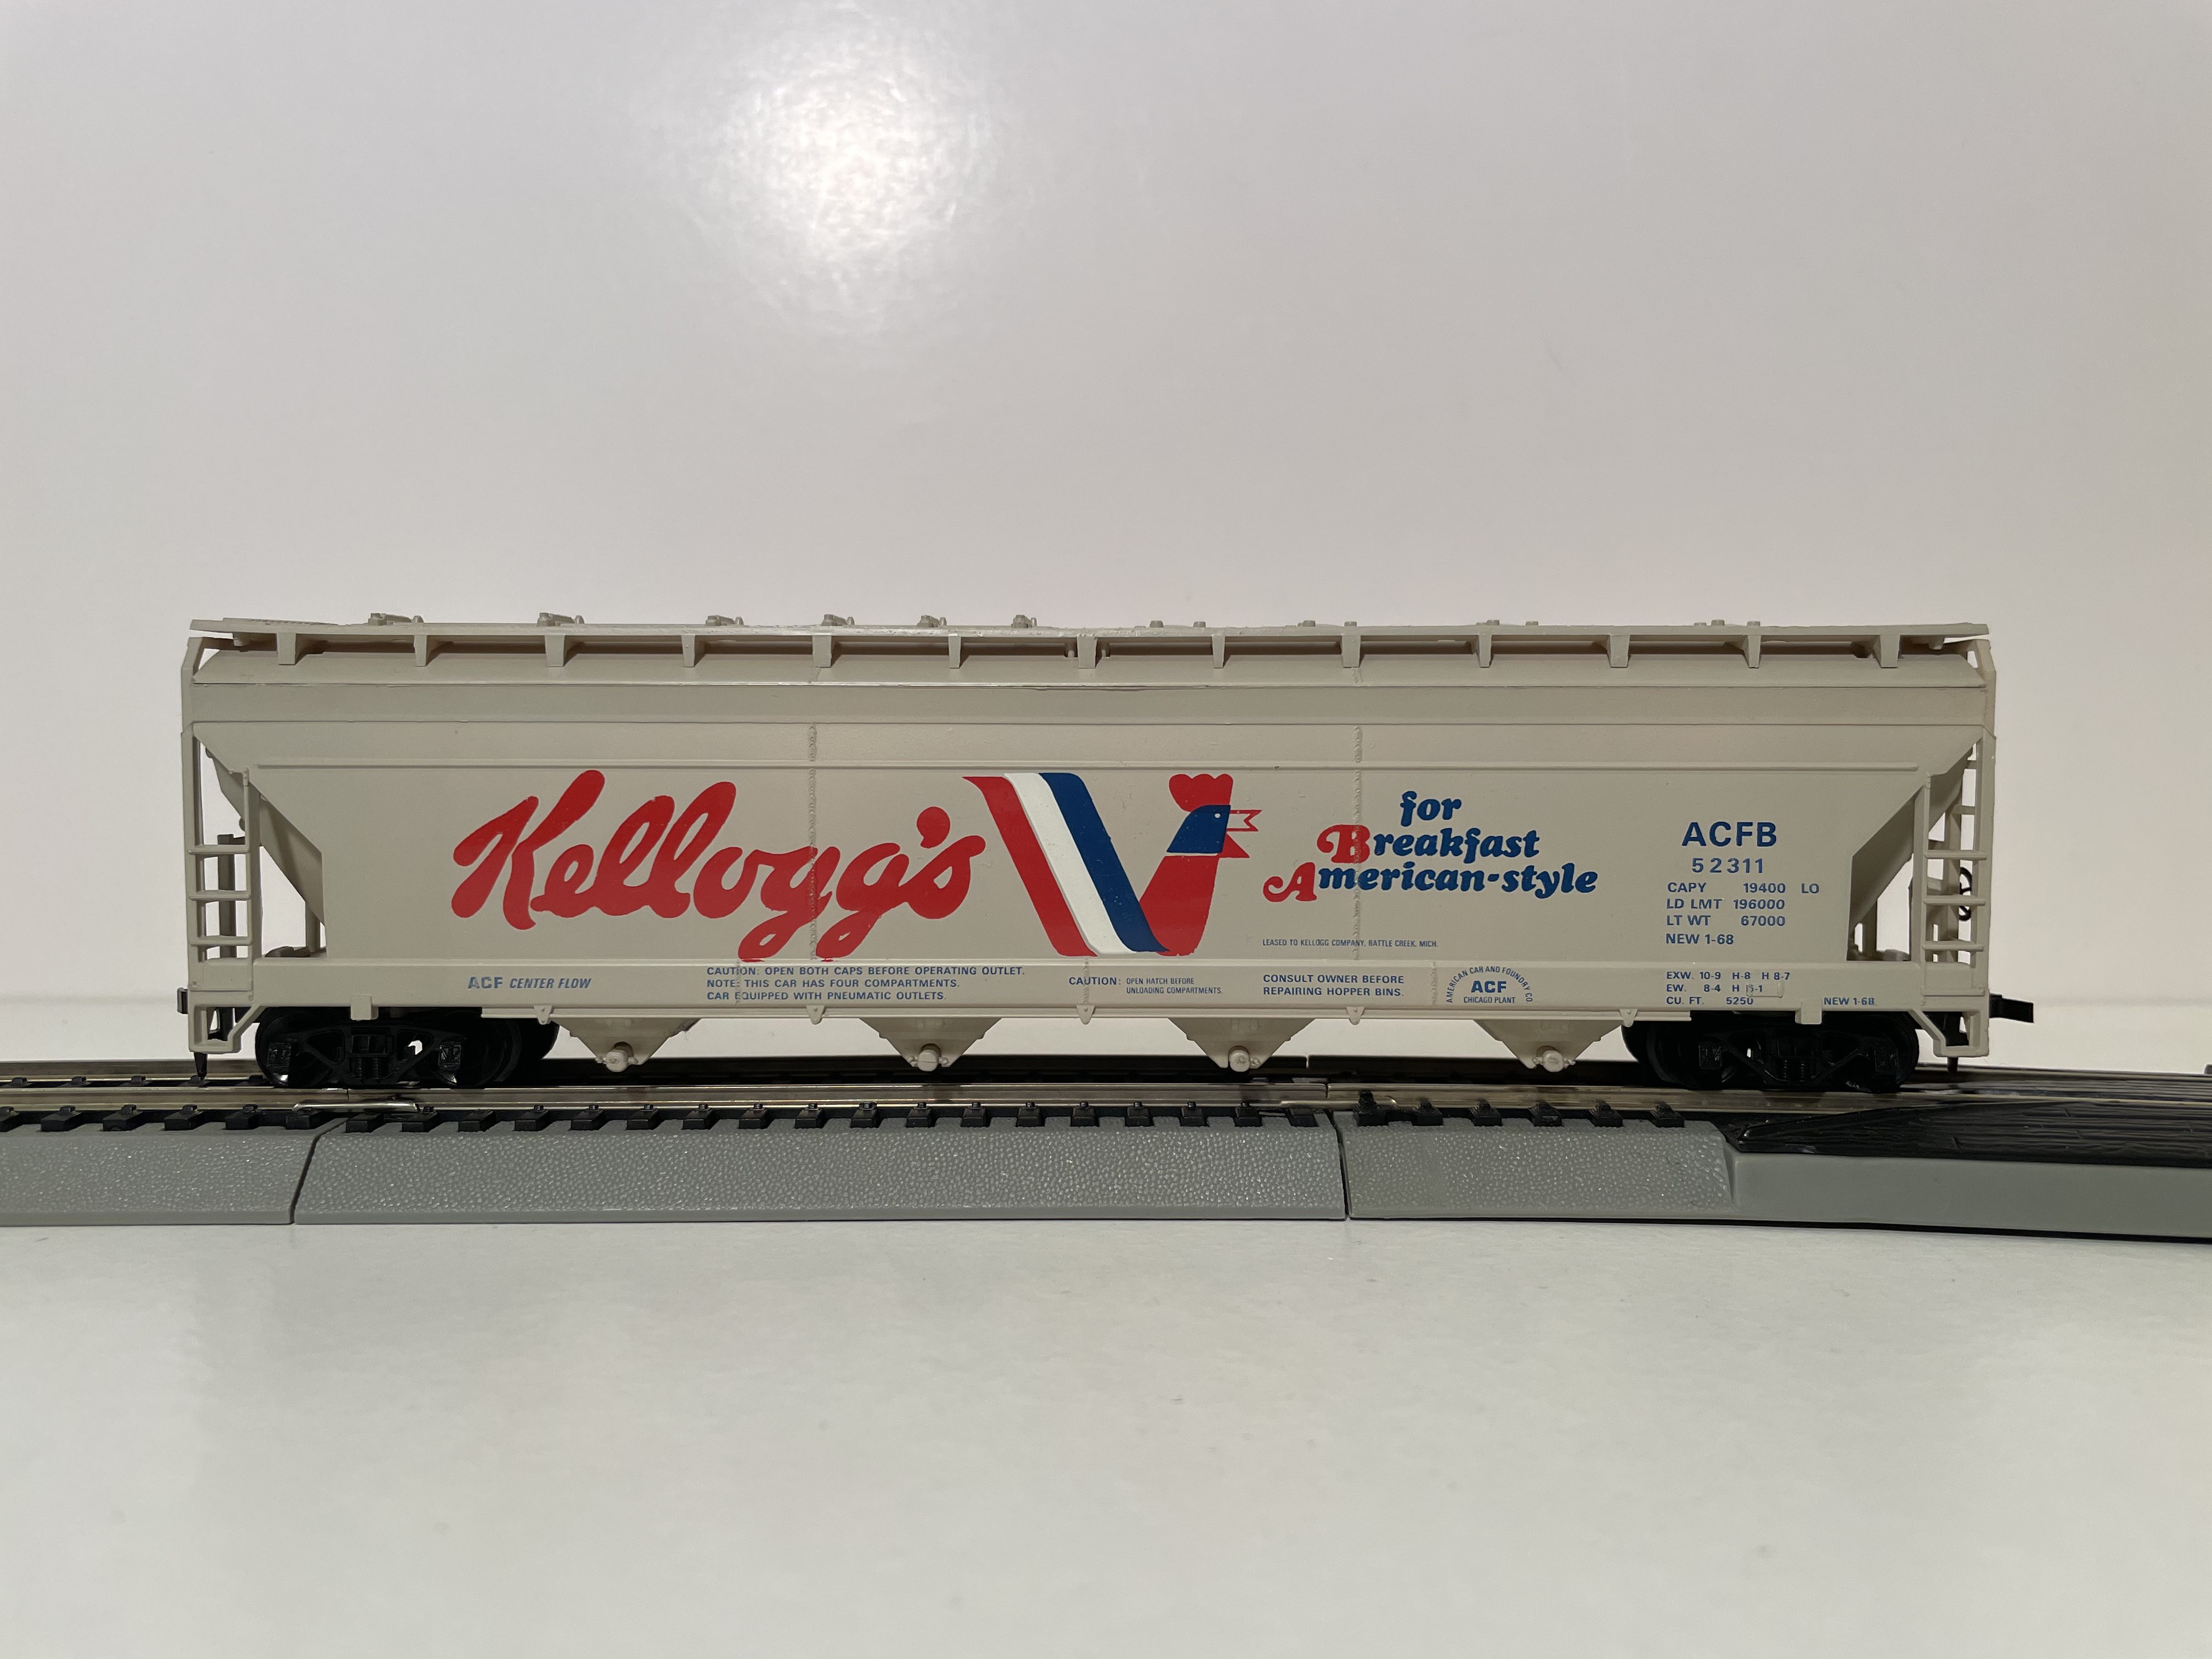 Kellogg's
for
Breakfast
American-style
ACFB
52311
CAPY 19400 LO
LD LMT 196000
LT WT 67000
NEW 1-68
LEASED TO KELLOGG COMPANY, BATTLE CREEK, MICH.
ACF CENTER FLOW
CAUTION: OPEN BOTH CAPS BEFORE OPERATING OUTLET.
NOTE: THIS CAR HAS FOUR COMPARTMENTS.
CAR EQUIPPED WITH PNEUMATIC OUTLETS.
CAUTION: OPEN HATCH BEFORE
UNLOADING COMPARTMENTS.
CONSULT OWNER BEFORE
REPAIRING HOPPER BINS.
AMERICAN CAR AND FOUNDRY CO
ACF
CHICAGO PLANT
EXW. 10-9 H-8 H 8-7
EW. 8-4 H
CU. FT. 5250 NEW 1-68